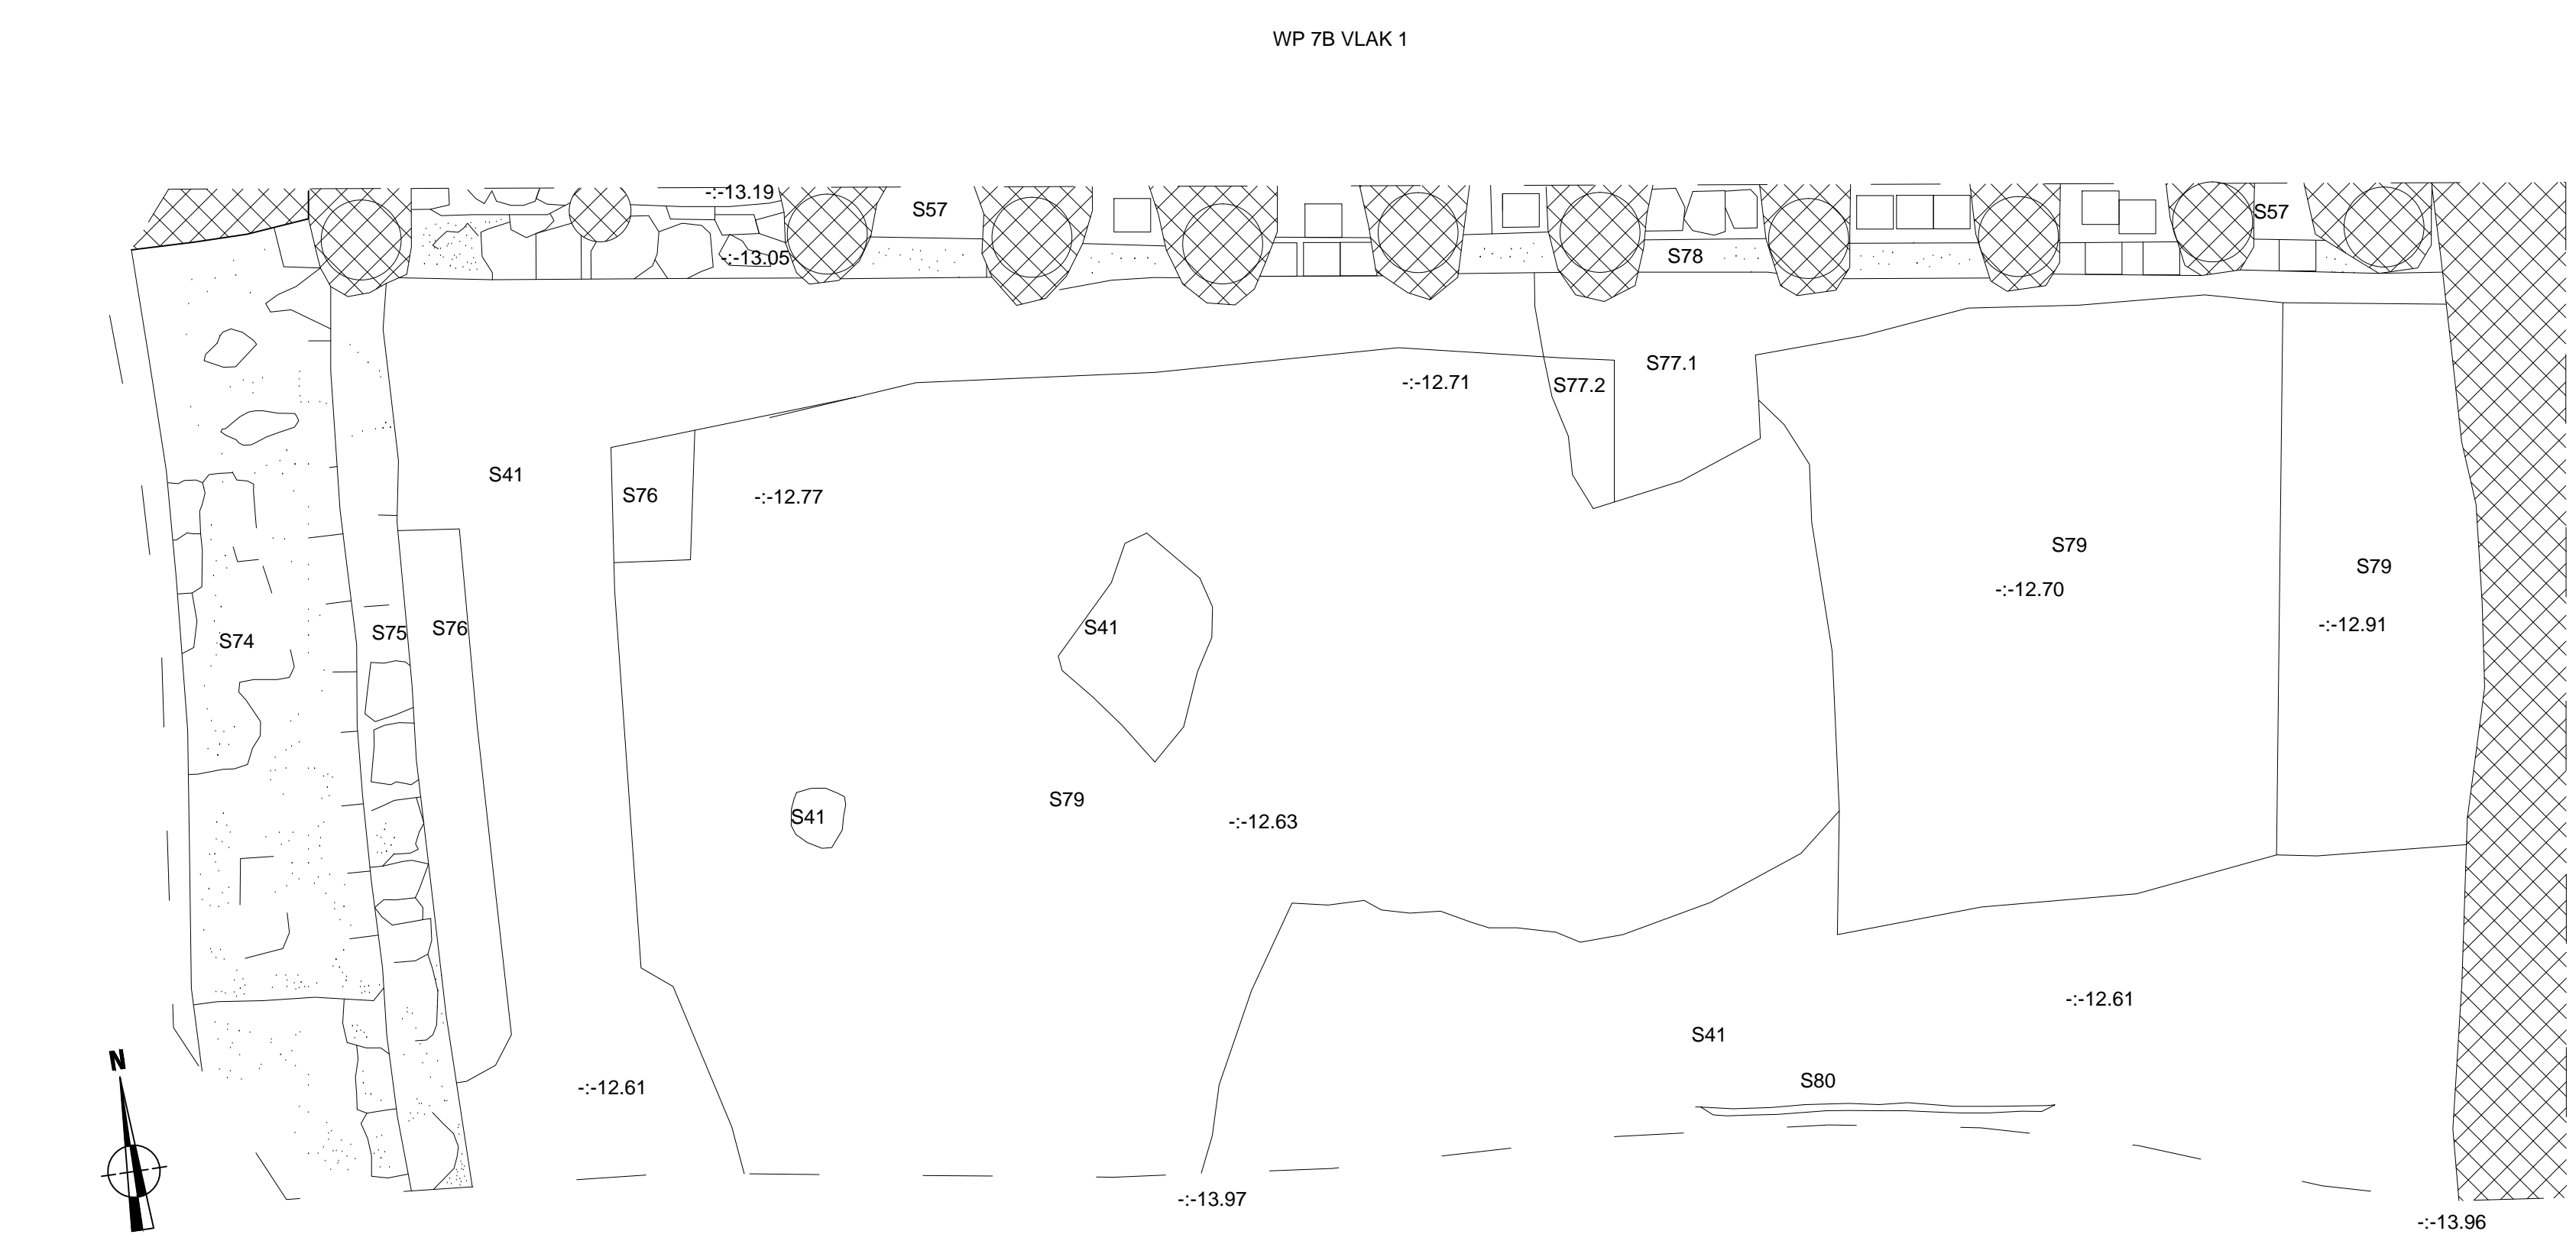 WP 7B VLAK 1
-:-13.19
S57
S57
-:-13.05
S78
S77.1
-:-12.71
S77.2
S41
S76
-:-12.77
S79
S79
-:-12.70
-:-12.91
S74
S75
S76
S41
S41
S79
-:-12.63
-:-12.61
S41
N
S80
-:-12.61
-:-13.97
-:-13.96